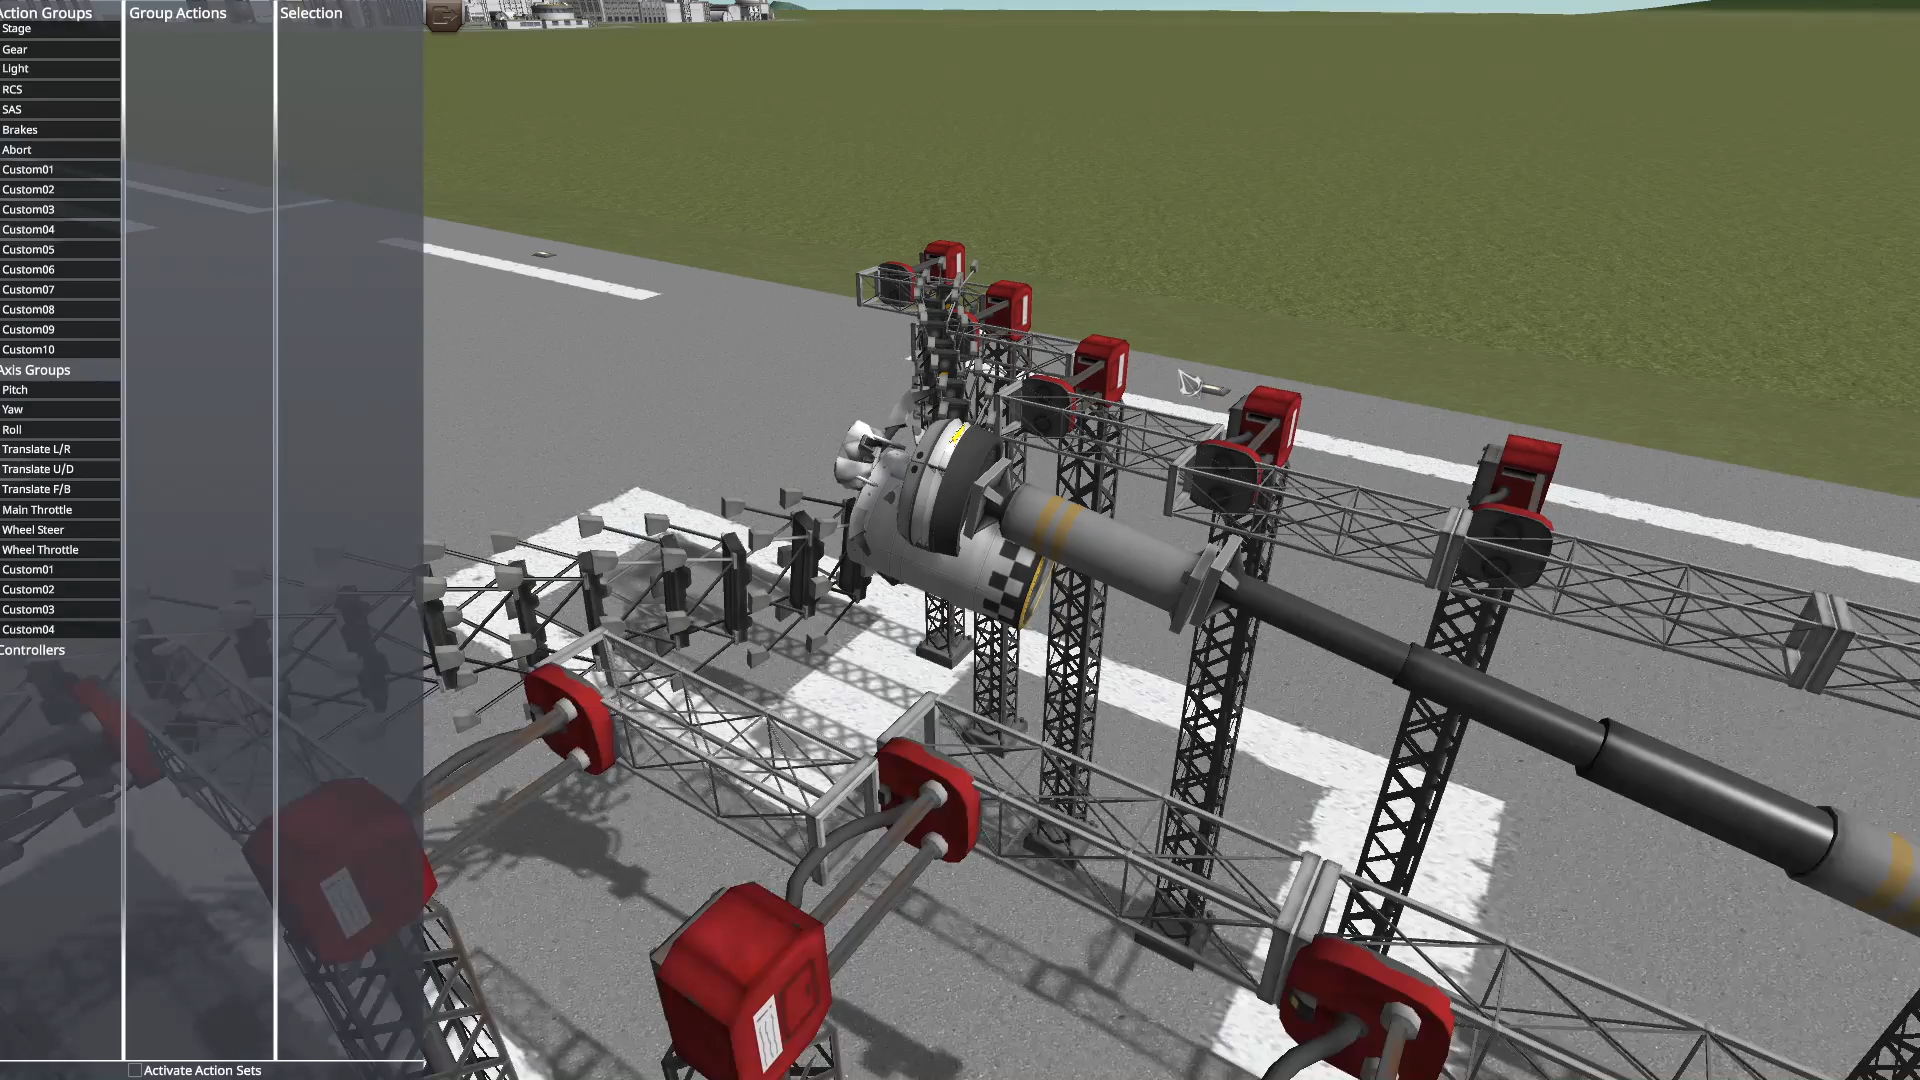 Action Groups
Group Actions
Selection
Stage
Gear
Light
RCS
SAS
Brakes
Abort
Custom01
Custom02
Custom03
Custom04
Custom05
Custom06
Custom07
Custom08
Custom09
Custom10
Axis Groups
Pitch
Yaw
Roll
Translate L/R
Translate U/D
Translate F/B
Main Throttle
Wheel Steer
Wheel Throttle
Custom01
Custom02
Custom03
Custom04
Controllers
Activate Action Sets